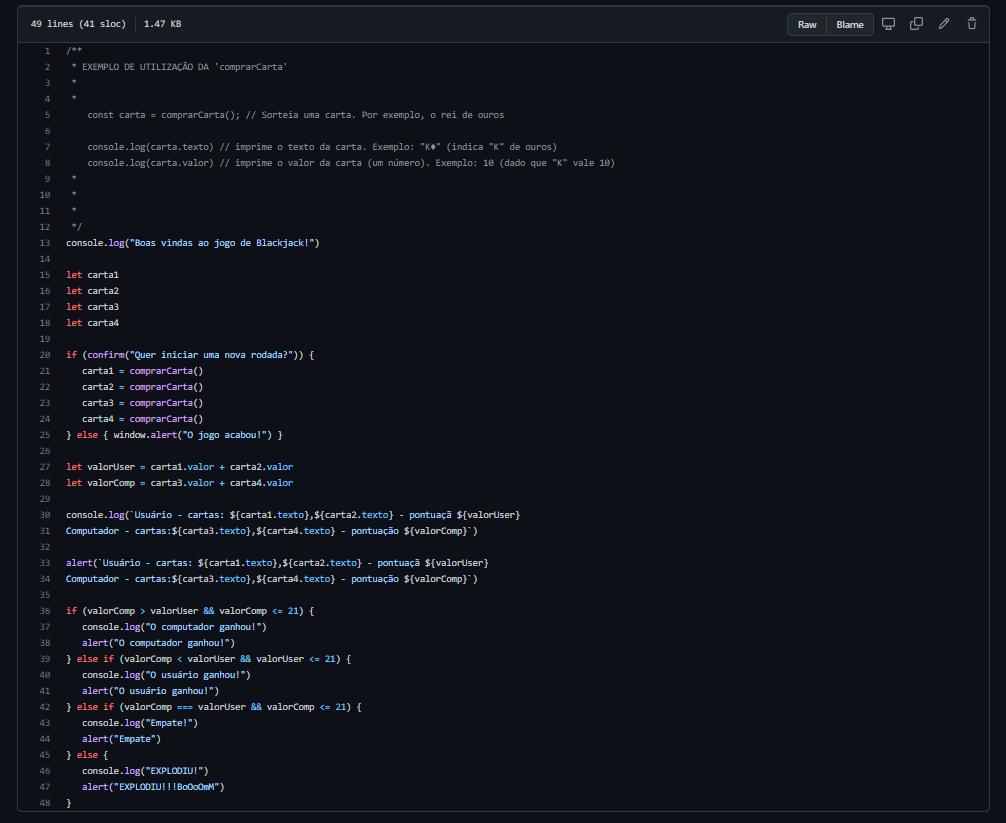 49 lines (41 sloc) 1.47 KB Raw Blame
1 /**
2  * EXEMPLO DE UTILIZAÇÃO DA 'comprarCarta'
3  *
4  *
5     const carta = comprarCarta(); // Sorteia uma carta. Por exemplo, o rei de ouros
6
7     console.log(carta.texto) // imprime o texto da carta. Exemplo: "K♦" (indica "K" de ouros)
8     console.log(carta.valor) // imprime o valor da carta (um número). Exemplo: 10 (dado que "K" vale 10)
9  *
10  *
11  *
12  */
13 console.log("Boas vindas ao jogo de Blackjack!")
14
15 let carta1
16 let carta2
17 let carta3
18 let carta4
19
20 if (confirm("Quer iniciar uma nova rodada?")) {
21    carta1 = comprarCarta()
22    carta2 = comprarCarta()
23    carta3 = comprarCarta()
24    carta4 = comprarCarta()
25 } else { window.alert("O jogo acabou!") }
26
27 let valorUser = carta1.valor + carta2.valor
28 let valorComp = carta3.valor + carta4.valor
29
30 console.log(`Usuário - cartas: ${carta1.texto},${carta2.texto} - pontuaçã ${valorUser}
31 Computador - cartas:${carta3.texto},${carta4.texto} - pontuação ${valorComp}`)
32
33 alert(`Usuário - cartas: ${carta1.texto},${carta2.texto} - pontuaçã ${valorUser}
34 Computador - cartas:${carta3.texto},${carta4.texto} - pontuação ${valorComp}`)
35
36 if (valorComp > valorUser && valorComp <= 21) {
37    console.log("O computador ganhou!")
38    alert("O computador ganhou!")
39 } else if (valorComp < valorUser && valorUser <= 21) {
40    console.log("O usuário ganhou!")
41    alert("O usuário ganhou!")
42 } else if (valorComp === valorUser && valorComp <= 21) {
43    console.log("Empate!")
44    alert("Empate")
45 } else {
46    console.log("EXPLODIU!")
47    alert("EXPLODIU!!!BoOoOmM")
48 }